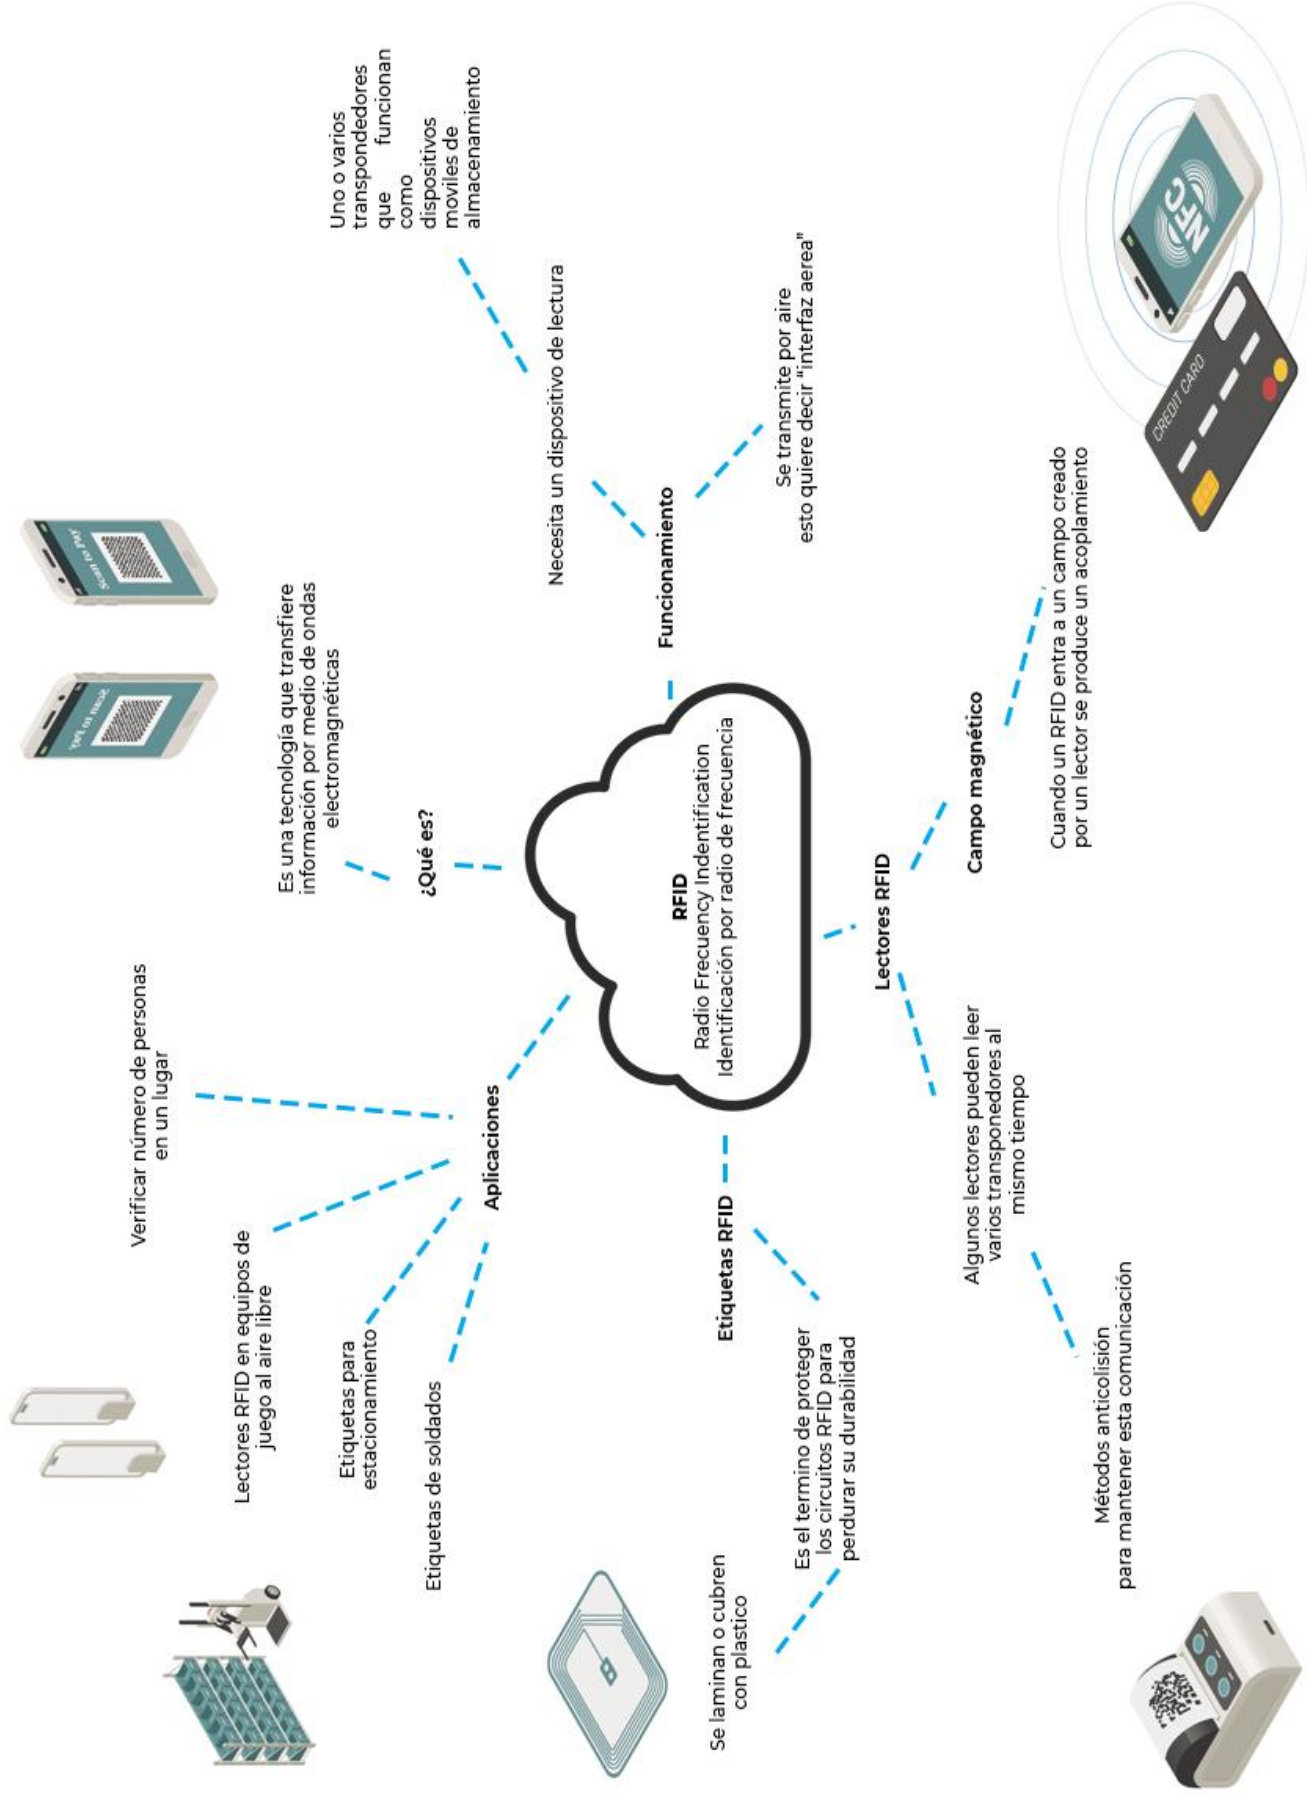 RFID
Radio Frecuency Indentification
Identificación por radio de frecuencia
¿Qué es?
Es una tecnología que transfiere
información por medio de ondas
electromagnéticas
Scan to Pay
Scan to Pay
Funcionamiento
Necesita un dispositivo de lectura
Uno o varios
transpondedores
que funcionan
como
dispositivos
moviles de
almacenamiento
Se transmite por aire
esto quiere decir "interfaz aerea"
Lectores RFID
Campo magnético
Cuando un RFID entra a un campo creado
por un lector se produce un acoplamiento
Algunos lectores pueden leer
varios transponedores al
mismo tiempo
Métodos anticolisión
para mantener esta comunicación
Etiquetas RFID
Es el termino de proteger
los circuitos RFID para
perdurar su durabilidad
Se laminan o cubren
con plastico
Aplicaciones
Verificar número de personas
en un lugar
Lectores RFID en equipos de
juego al aire libre
Etiquetas para
estacionamiento
Etiquetas de soldados
CREDIT CARD
NFC